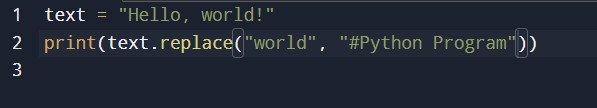 1 text = "Hello, world!"
2 print(text.replace("world", "#Python Program"))
3